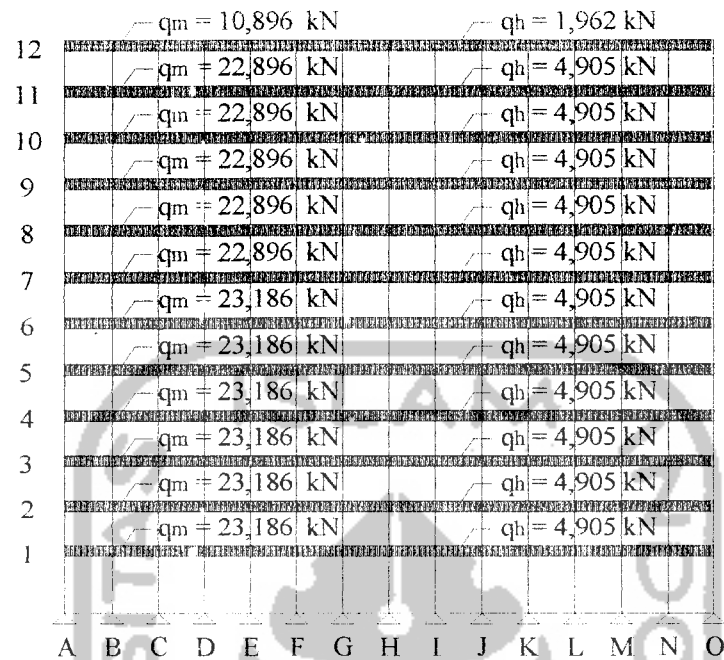 qm = 10,896 kN qh = 1,962 kN
12
qm = 22,896 kN qh = 4,905 kN
11
qm = 22,896 kN qh = 4,905 kN
10
qm = 22,896 kN qh = 4,905 kN
9
qm = 22,896 kN qh = 4,905 kN
8
qm = 22,896 kN qh = 4,905 kN
7
qm = 23,186 kN qh = 4,905 kN
6
qm = 23,186 kN qh = 4,905 kN
5
qm = 23,186 kN qh = 4,905 kN
4
qm = 23,186 kN qh = 4,905 kN
3
qm = 23,186 kN qh = 4,905 kN
2
qm = 23,186 kN qh = 4,905 kN
1
A B C D E F G H I J K L M N O
ISLAM